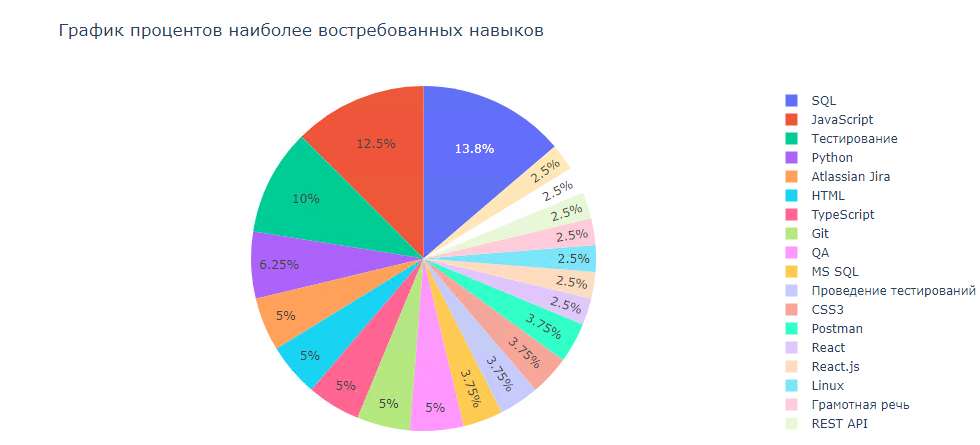 График процентов наиболее востребованных навыков
13.8%
12.5%
10%
6.25%
5%
5%
5%
5%
5%
3.75%
3.75%
3.75%
3.75%
2.5%
2.5%
2.5%
2.5%
2.5%
2.5%
2.5%
SQL
JavaScript
Тестирование
Python
Atlassian Jira
HTML
TypeScript
Git
QA
MS SQL
Проведение тестирований
CSS3
Postman
React
React.js
Linux
Грамотная речь
REST API